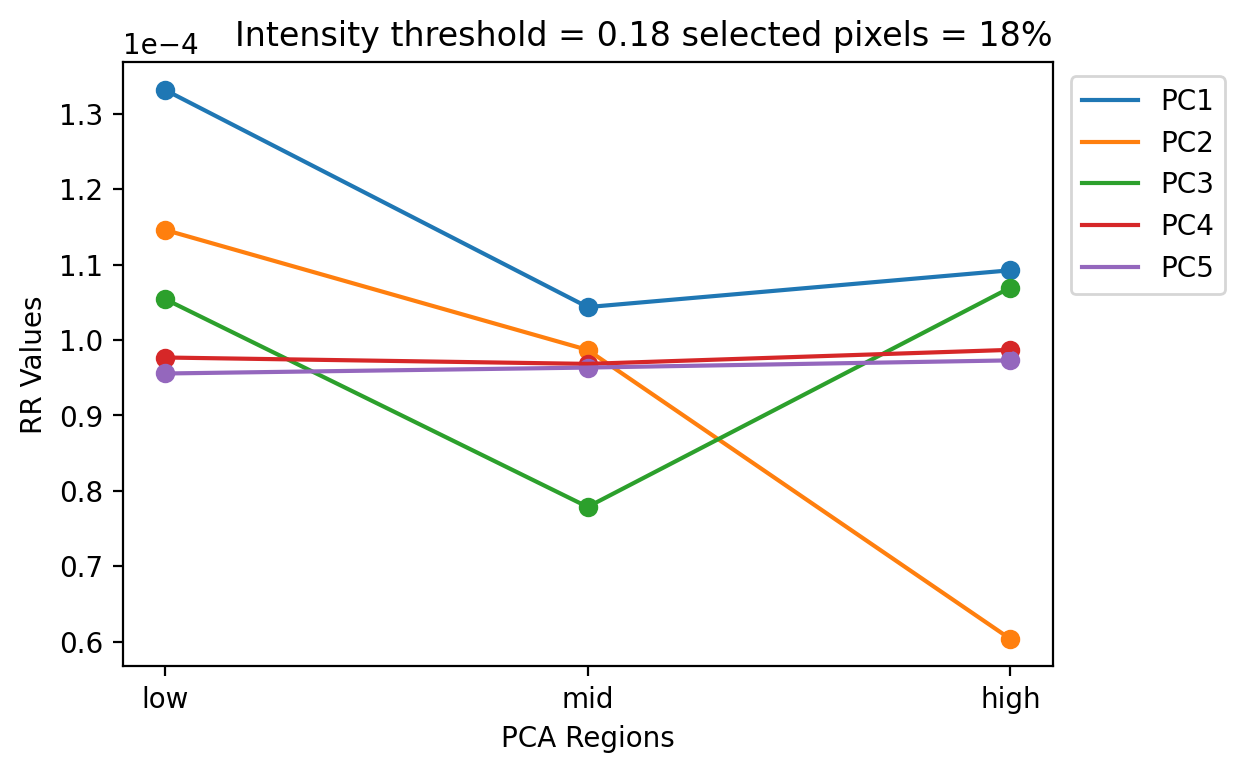 Intensity threshold = 0.18 selected pixels = 18%
1e−4
1.3
1.2
1.1
1.0
0.9
0.8
0.7
0.6
RR Values
low
mid
high
PCA Regions
PC1
PC2
PC3
PC4
PC5